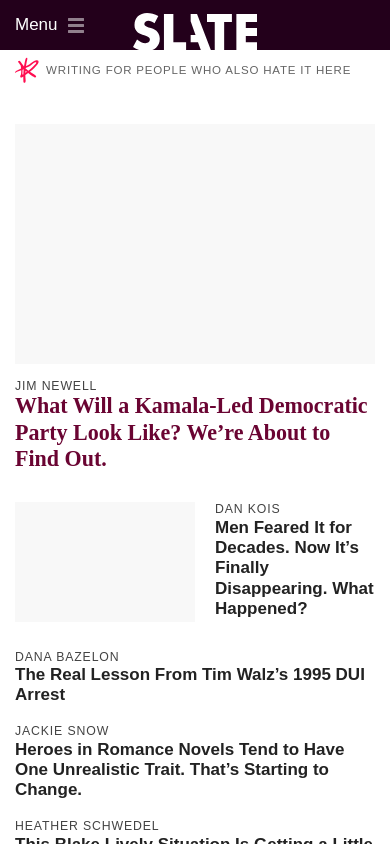 Menu
SLATE
WRITING FOR PEOPLE WHO ALSO HATE IT HERE
JIM NEWELL
What Will a Kamala-Led Democratic
Party Look Like? We’re About to
Find Out.
DAN KOIS
Men Feared It for
Decades. Now It’s
Finally
Disappearing. What
Happened?
DANA BAZELON
The Real Lesson From Tim Walz’s 1995 DUI
Arrest
JACKIE SNOW
Heroes in Romance Novels Tend to Have
One Unrealistic Trait. That’s Starting to
Change.
HEATHER SCHWEDEL
This Blake Lively Situation Is Getting a Little